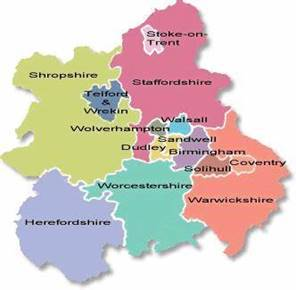 Stoke-on-
Trent
Shropshire
Staffordshire
Telford
&
Wrekin
Walsall
Wolverhampton
Sandwell
Dudley
Birmingham
Coventry
Solihull
Worcestershire
Warwickshire
Herefordshire